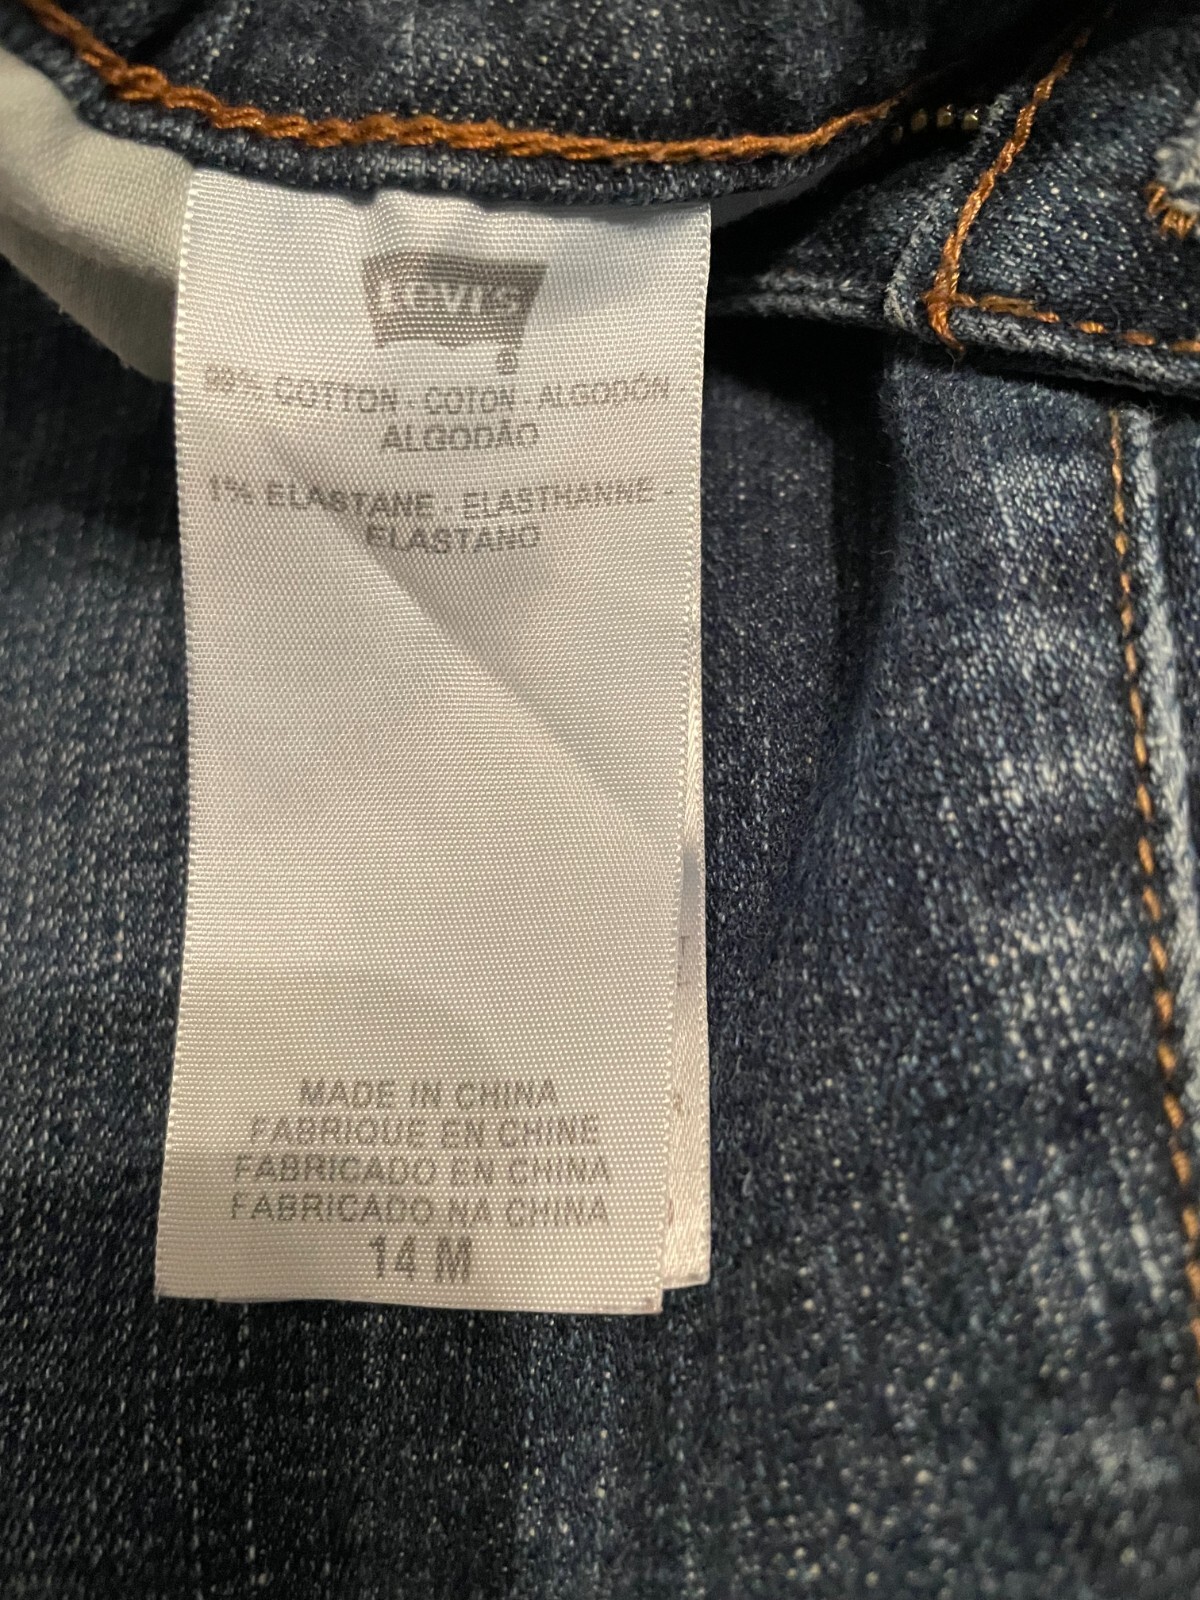 Levi's
®
99% COTTON - COTON - ALGODÓN -
ALGODÃO
1% ELASTANE - ELASTHANNE -
ELASTANO
MADE IN CHINA
FABRIQUE EN CHINE
FABRICADO EN CHINA
FABRICADO NA CHINA
14 M